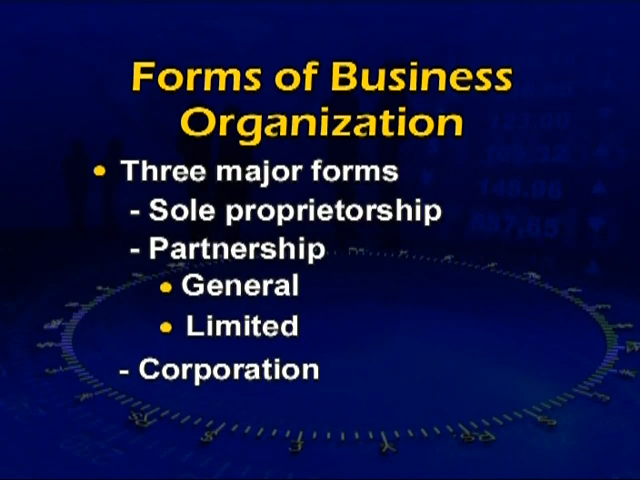 Forms of Business
Organization
• Three major forms
- Sole proprietorship
- Partnership
• General
• Limited
- Corporation